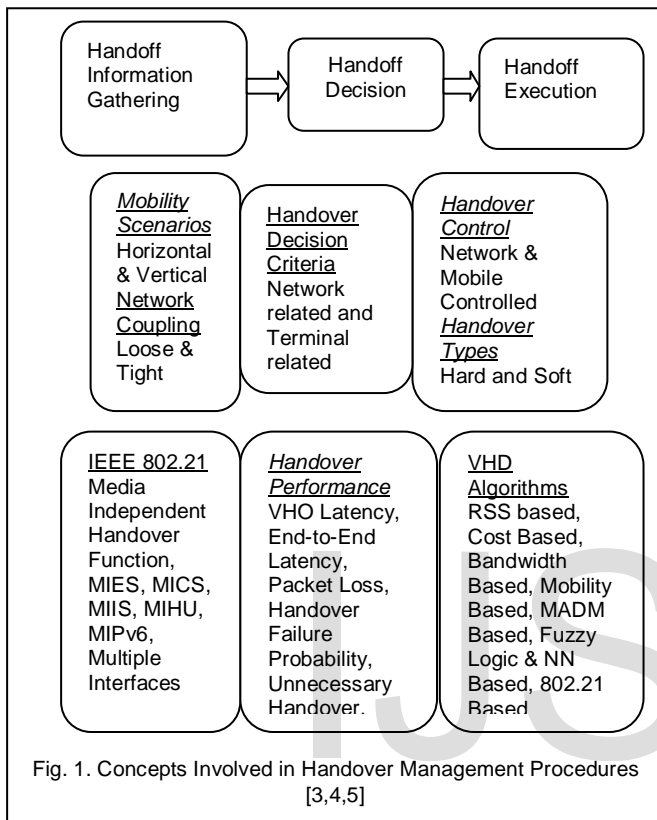 Handoff
Information
Gathering
Handoff
Decision
Handoff
Execution
Mobility
Scenarios
Horizontal
& Vertical
Network
Coupling
Loose &
Tight
Handover
Decision
Criteria
Network
related and
Terminal
related
Handover
Control
Network &
Mobile
Controlled
Handover
Types
Hard and Soft
IEEE 802.21
Media
Independent
Handover
Function,
MIES, MICS,
MIIS, MIHU,
MIPv6,
Multiple
Interfaces
Handover
Performance
VHO Latency,
End-to-End
Latency,
Packet Loss,
Handover
Failure
Probability,
Unnecessary
Handover.
VHD
Algorithms
RSS based,
Cost Based,
Bandwidth
Based, Mobility
Based, MADM
Based, Fuzzy
Logic & NN
Based, 802.21
Based
IJS
Fig. 1. Concepts Involved in Handover Management Procedures
[3,4,5]